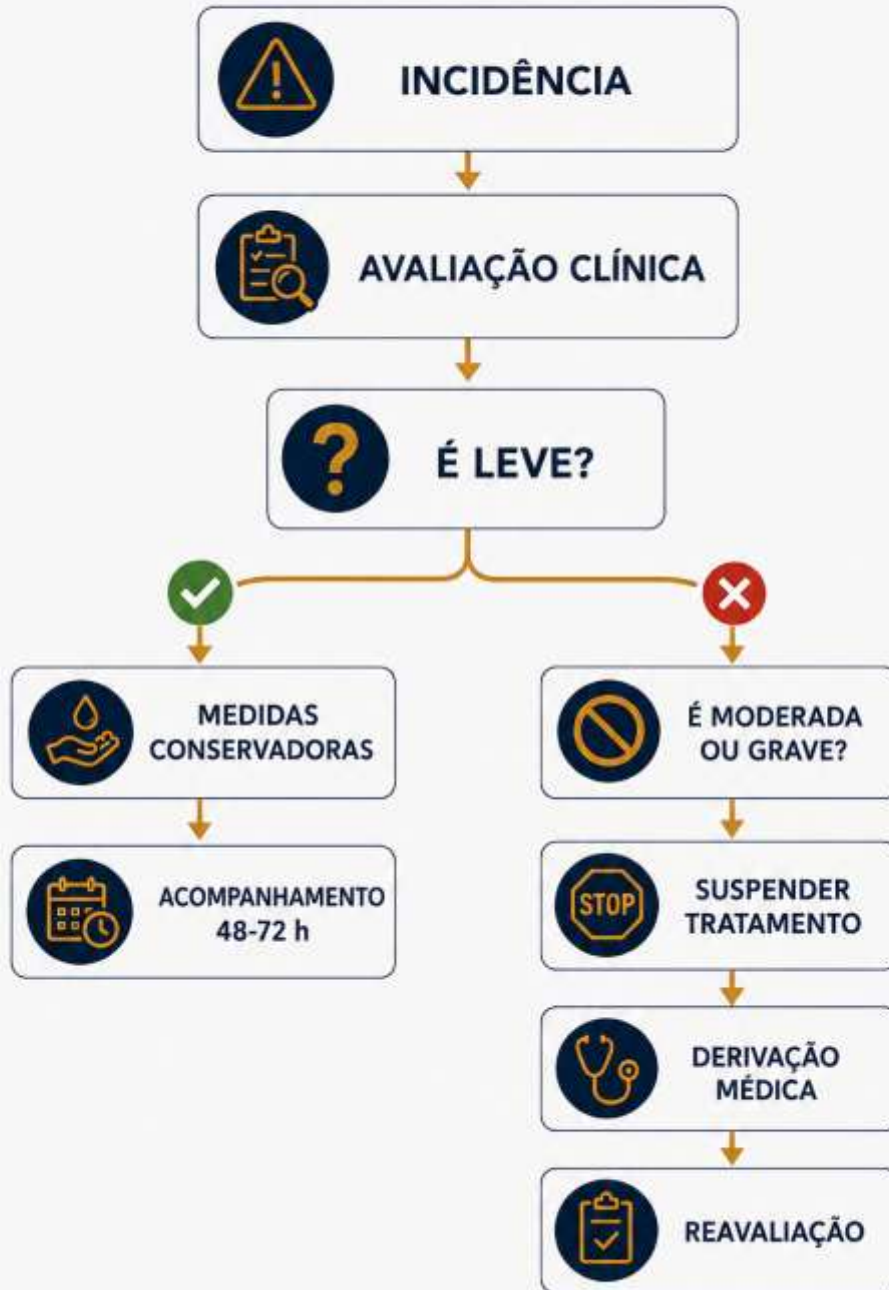 INCIDÊNCIA
AVALIAÇÃO CLÍNICA
?
É LEVE?
MEDIDAS
CONSERVADORAS
ACOMPANHAMENTO
48-72 h
É MODERADA
OU GRAVE?
STOP
SUSPENDER
TRATAMENTO
DERIVAÇÃO
MÉDICA
REAVALIAÇÃO